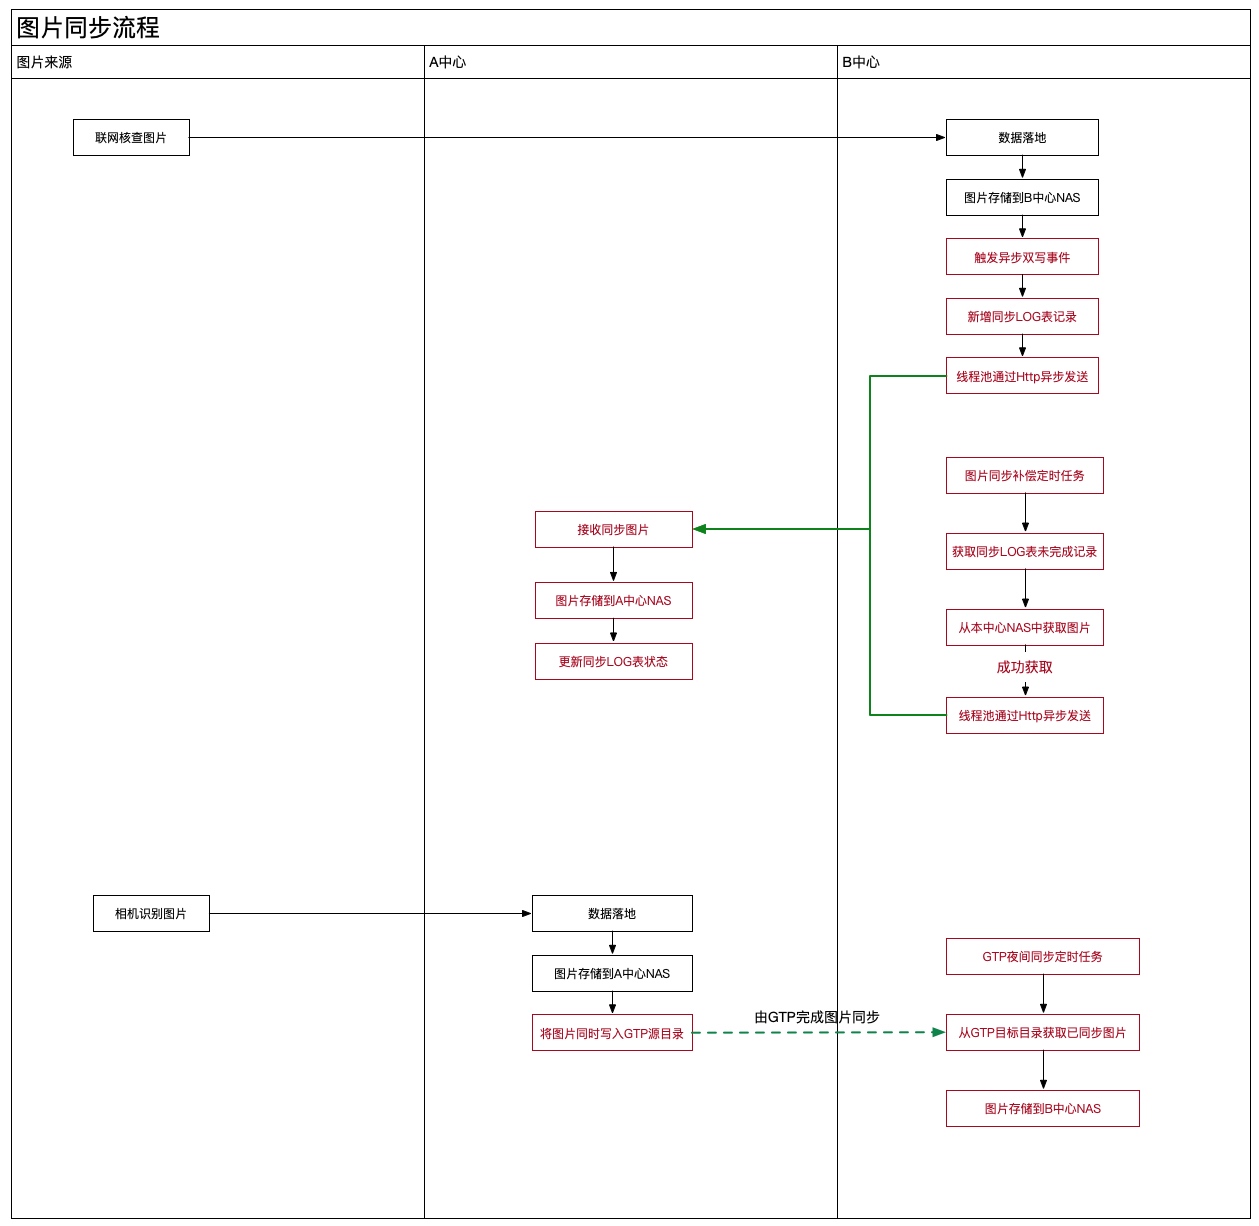 图片同步流程
图片来源
A中心
B中心
联网核查图片
数据落地
图片存储到B中心NAS
触发异步双写事件
新增同步LOG表记录
线程池通过Http异步发送
图片同步补偿定时任务
接收同步图片
获取同步LOG表未完成记录
图片存储到A中心NAS
从本中心NAS中获取图片
更新同步LOG表状态
成功获取
线程池通过Http异步发送
相机识别图片
数据落地
图片存储到A中心NAS
将图片同时写入GTP源目录
由GTP完成图片同步
GTP夜间同步定时任务
从GTP目标目录获取已同步图片
图片存储到B中心NAS